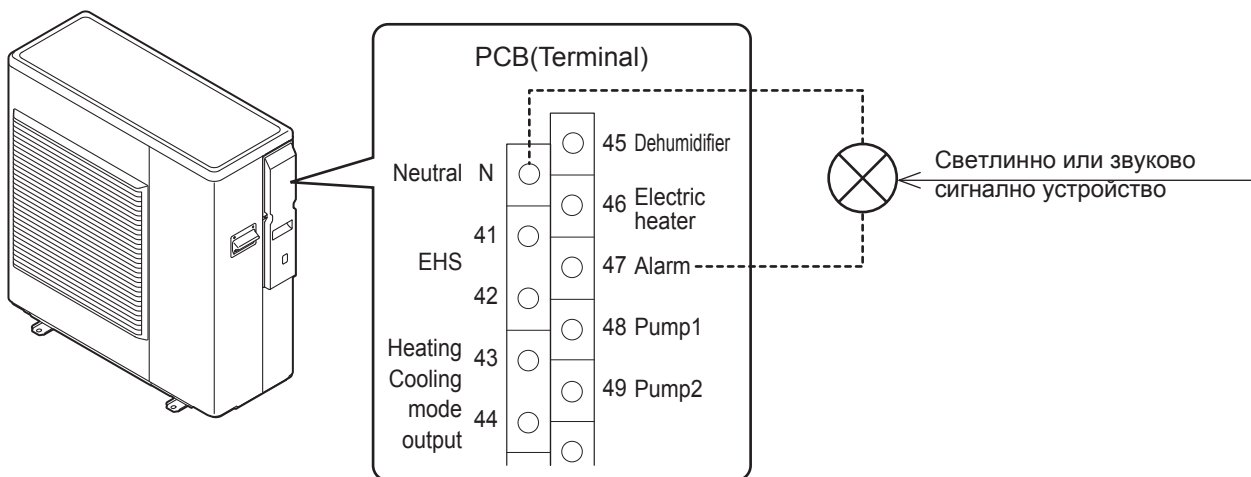 PCB(Terminal)
45 Dehumidifier
Neutral N
46 Electric
heater
41
EHS
47 Alarm
42
48 Pump1
Heating
Cooling
mode
output
43
44
49 Pump2
Светлинно или звуково
сигнално устройство